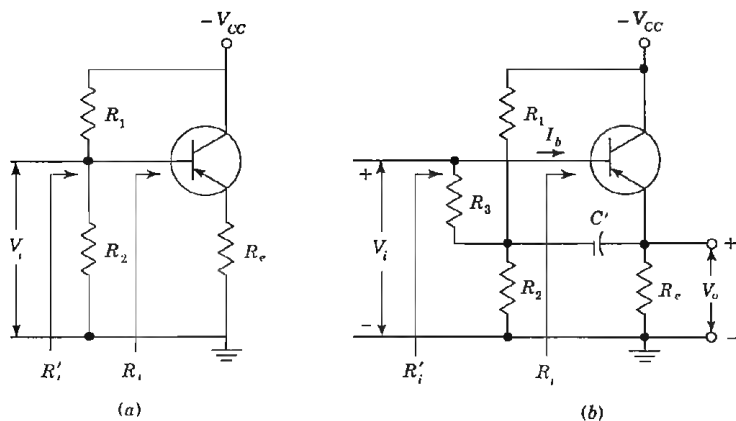 −V_CC
R_1
V_i
R_2
R_e
R'_i
R_i
(a)
−V_CC
R_1
I_b
+
R_3
C'
+
V_i
R_2
R_e
V_o
−
−
R'_i
R_i
(b)